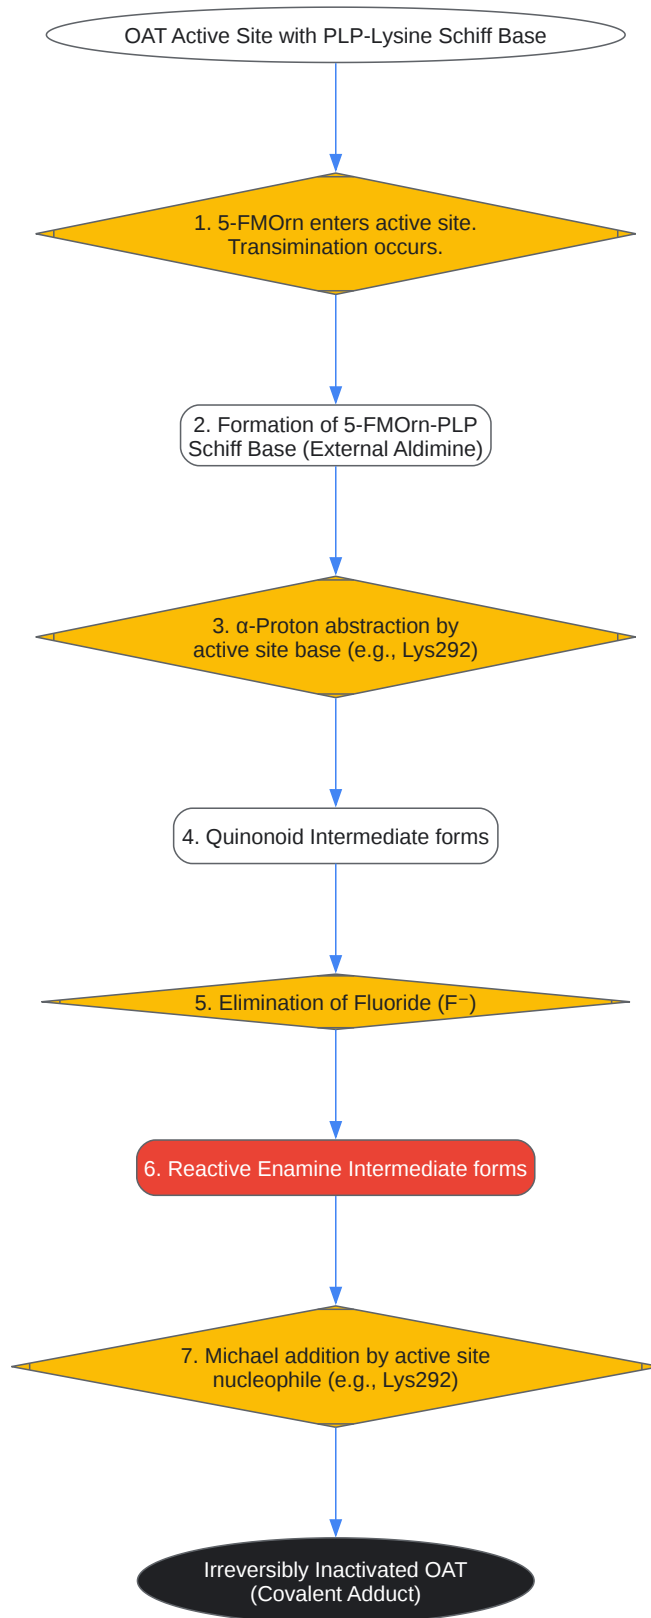 OAT Active Site with PLP-Lysine Schiff Base
1. 5-FMOrn enters active site.
Transimination occurs.
2. Formation of 5-FMOrn-PLP
Schiff Base (External Aldimine)
3. α-Proton abstraction by
active site base (e.g., Lys292)
4. Quinonoid Intermediate forms
5. Elimination of Fluoride (F⁻)
6. Reactive Enamine Intermediate forms
7. Michael addition by active site
nucleophile (e.g., Lys292)
Irreversibly Inactivated OAT
(Covalent Adduct)